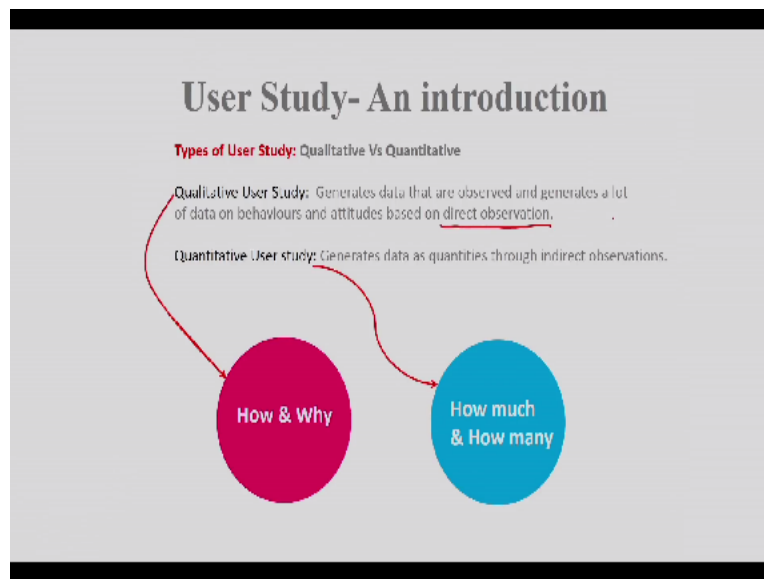 User Study- An introduction
Types of User Study: Qualitative Vs Quantitative
Qualitative User Study: Generates data that are observed and generates a lot
of data on behaviours and attitudes based on direct observation.
Quantitative User study: Generates data as quantities through indirect observations.
How & Why
How much
& How many